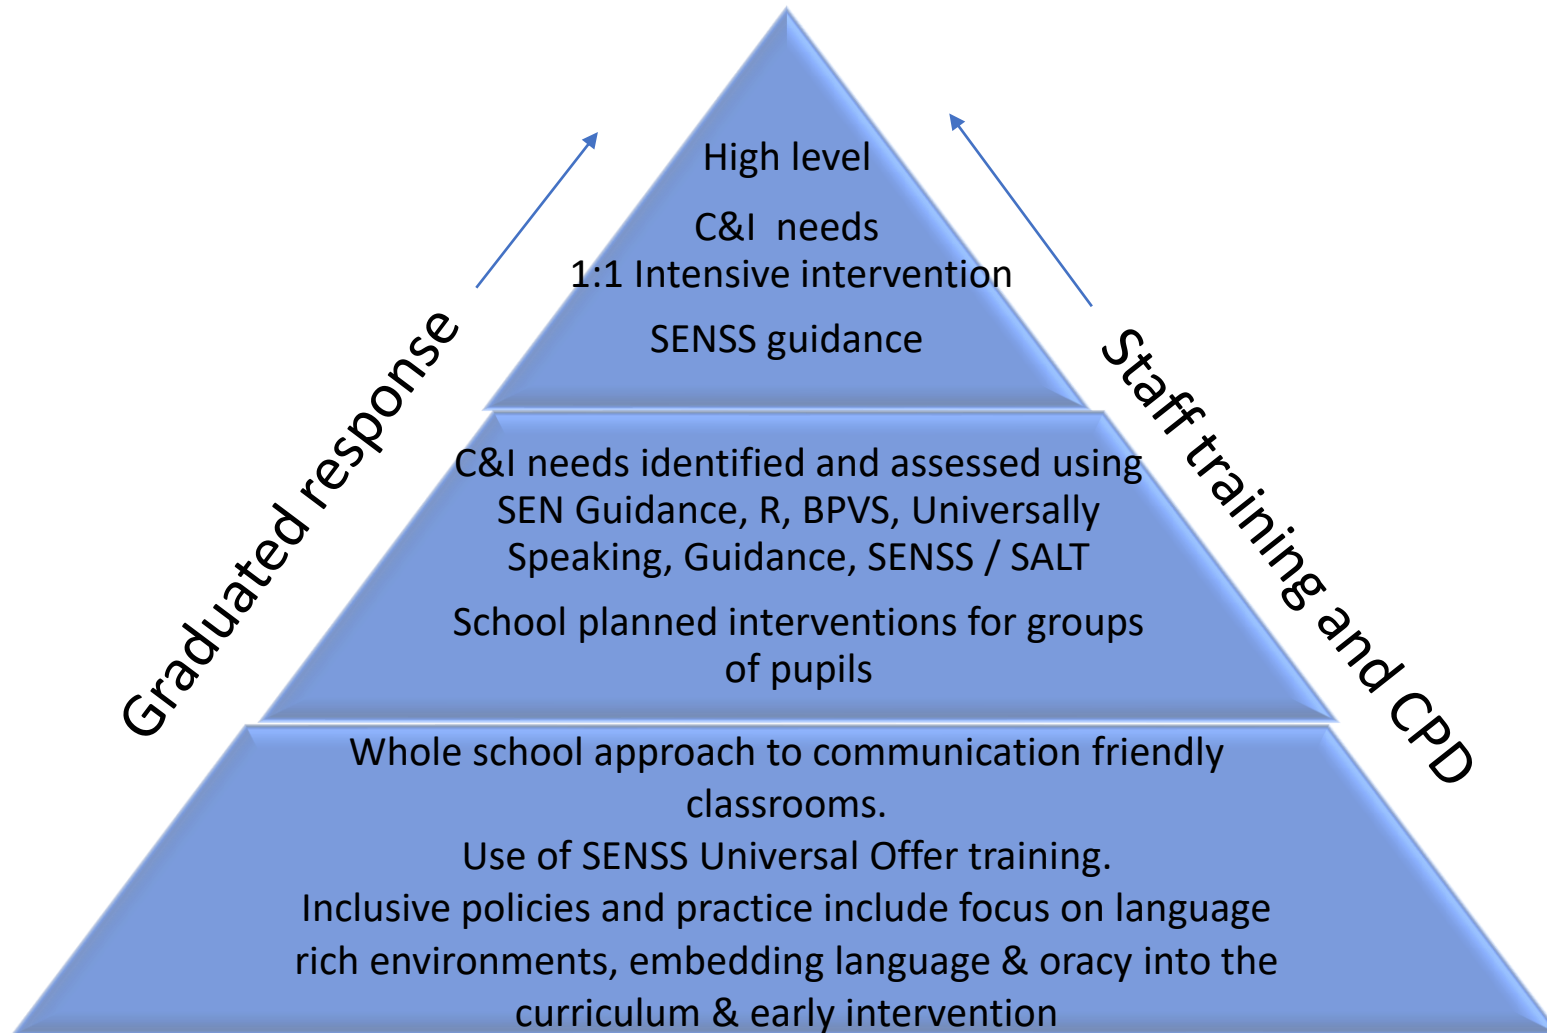 High level
C&I  needs
1:1 Intensive intervention
SENSS guidance
Graduated response
Staff training and CPD
C&I needs identified and assessed using
SEN Guidance, R, BPVS, Universally
Speaking, Guidance, SENSS / SALT
School planned interventions for groups
of pupils
Whole school approach to communication friendly
classrooms.
Use of SENSS Universal Offer training.
Inclusive policies and practice include focus on language
rich environments, embedding language & oracy into the
curriculum & early intervention